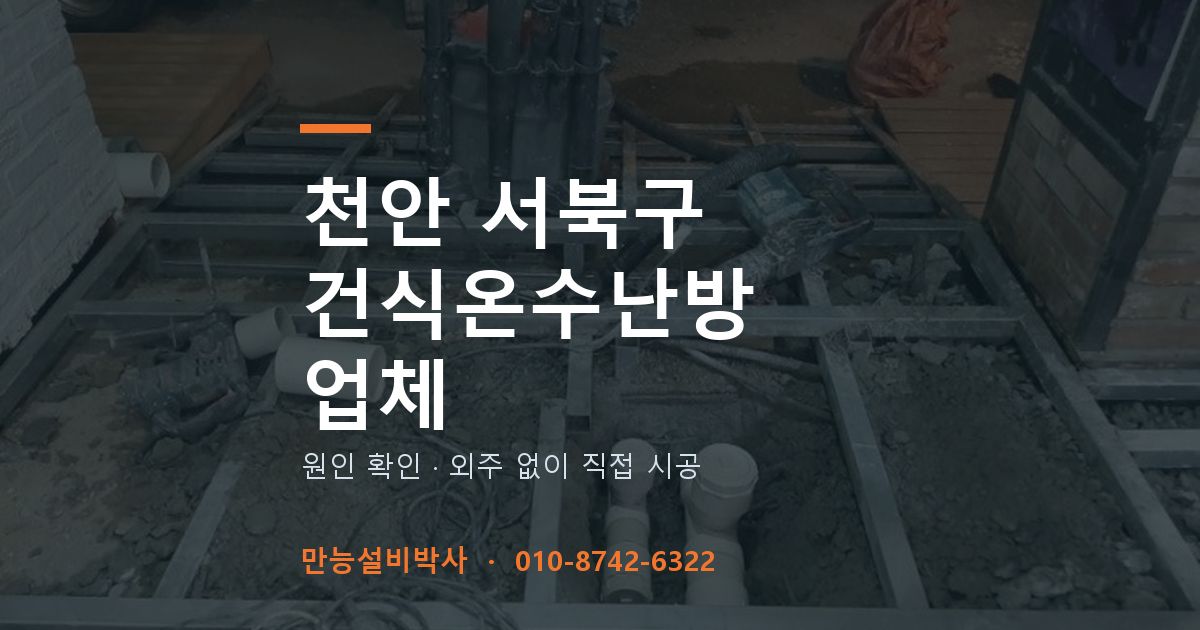 천안 서북구
건식온수난방
업체
원인 확인 · 외주 없이 직접 시공
만능설비박사 · 010-8742-6322